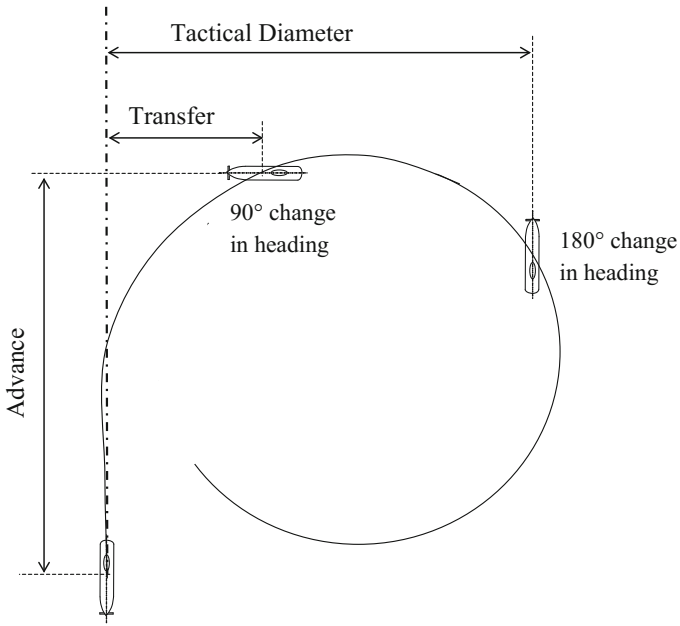 Tactical Diameter
Transfer
90° change
in heading
180° change
in heading
Advance